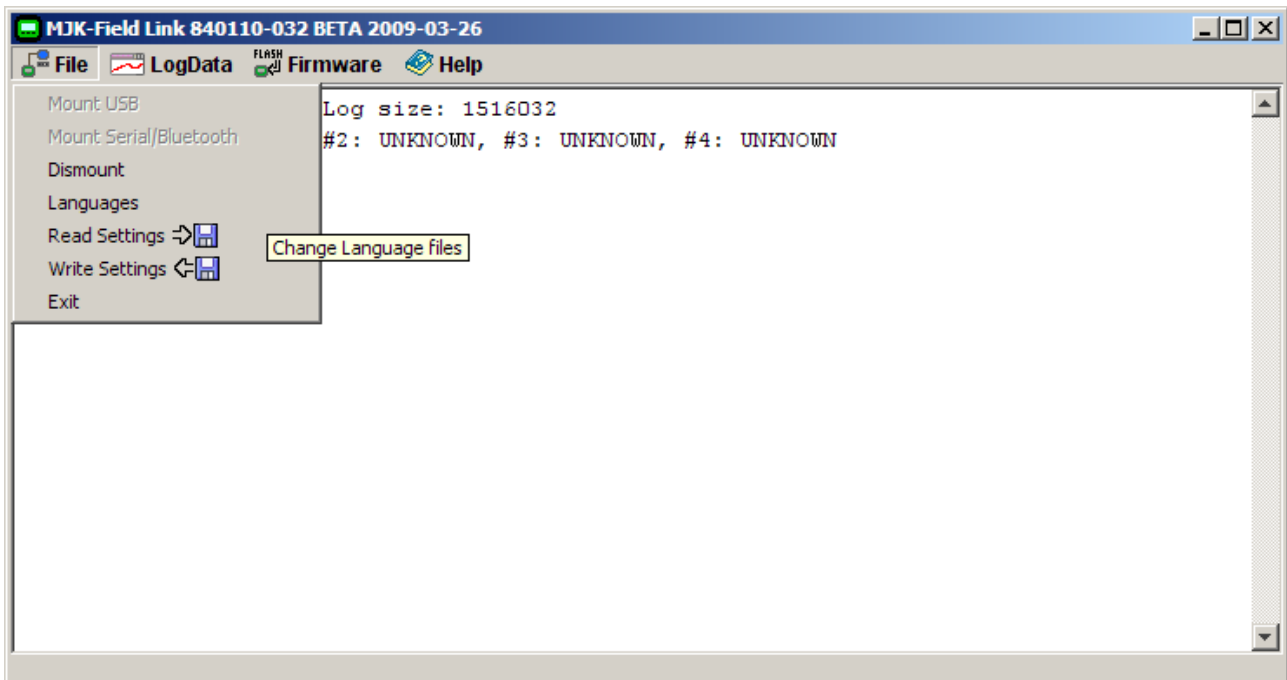 MJK-Field Link 840110-032 BETA 2009-03-26
File LogData FLASH Firmware Help
Mount USB
Log size: 1516032
Mount Serial/Bluetooth
#2: UNKNOWN, #3: UNKNOWN, #4: UNKNOWN
Dismount
Languages
Read Settings
Change Language files
Write Settings
Exit